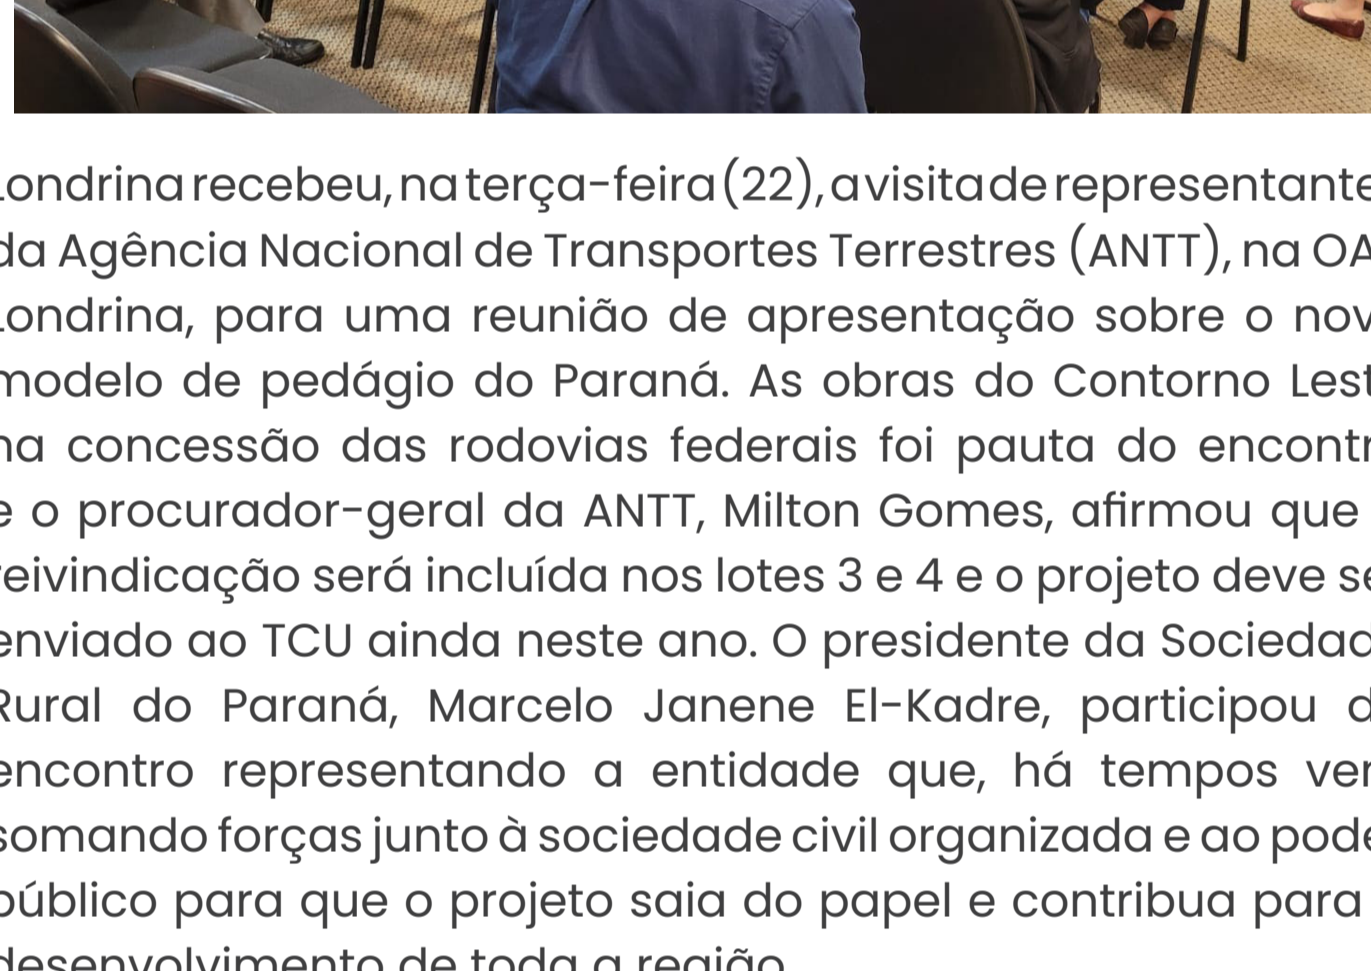 Londrina recebeu, na terça-feira (22), a visita de representante
da Agência Nacional de Transportes Terrestres (ANTT), na OA
Londrina, para uma reunião de apresentação sobre o nov
modelo de pedágio do Paraná. As obras do Contorno Lest
na concessão das rodovias federais foi pauta do encontr
e o procurador-geral da ANTT, Milton Gomes, afirmou que
reivindicação será incluída nos lotes 3 e 4 e o projeto deve se
enviado ao TCU ainda neste ano. O presidente da Sociedad
Rural do Paraná, Marcelo Janene El-Kadre, participou d
encontro representando a entidade que, há tempos ve
somando forças junto à sociedade civil organizada e ao pode
público para que o projeto saia do papel e contribua para
desenvolvimento de toda a região